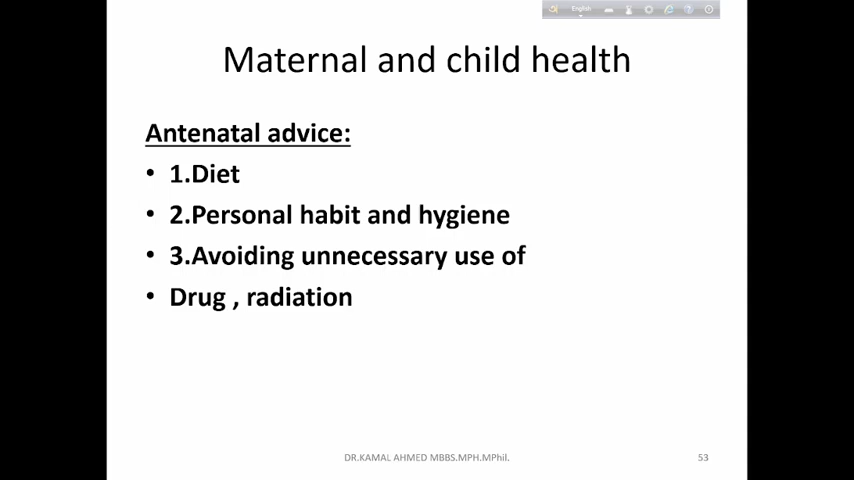 English
Maternal and child health
Antenatal advice:
• 1.Diet
• 2.Personal habit and hygiene
• 3.Avoiding unnecessary use of
• Drug , radiation
DR.KAMAL AHMED MBBS.MPH.MPhil.
53